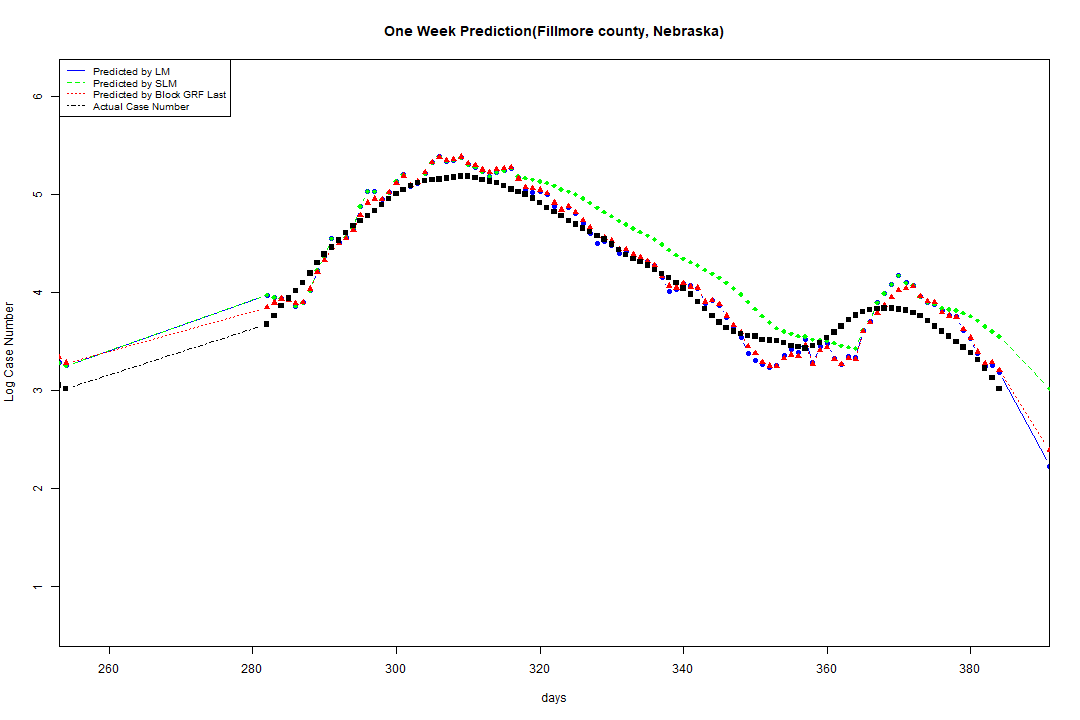 One Week Prediction(Fillmore county, Nebraska)
Predicted by LM
Predicted by SLM
Predicted by Block GRF Last
Actual Case Number
6
5
4
3
2
1
Log Case Number
260 280 300 320 340 360 380
days